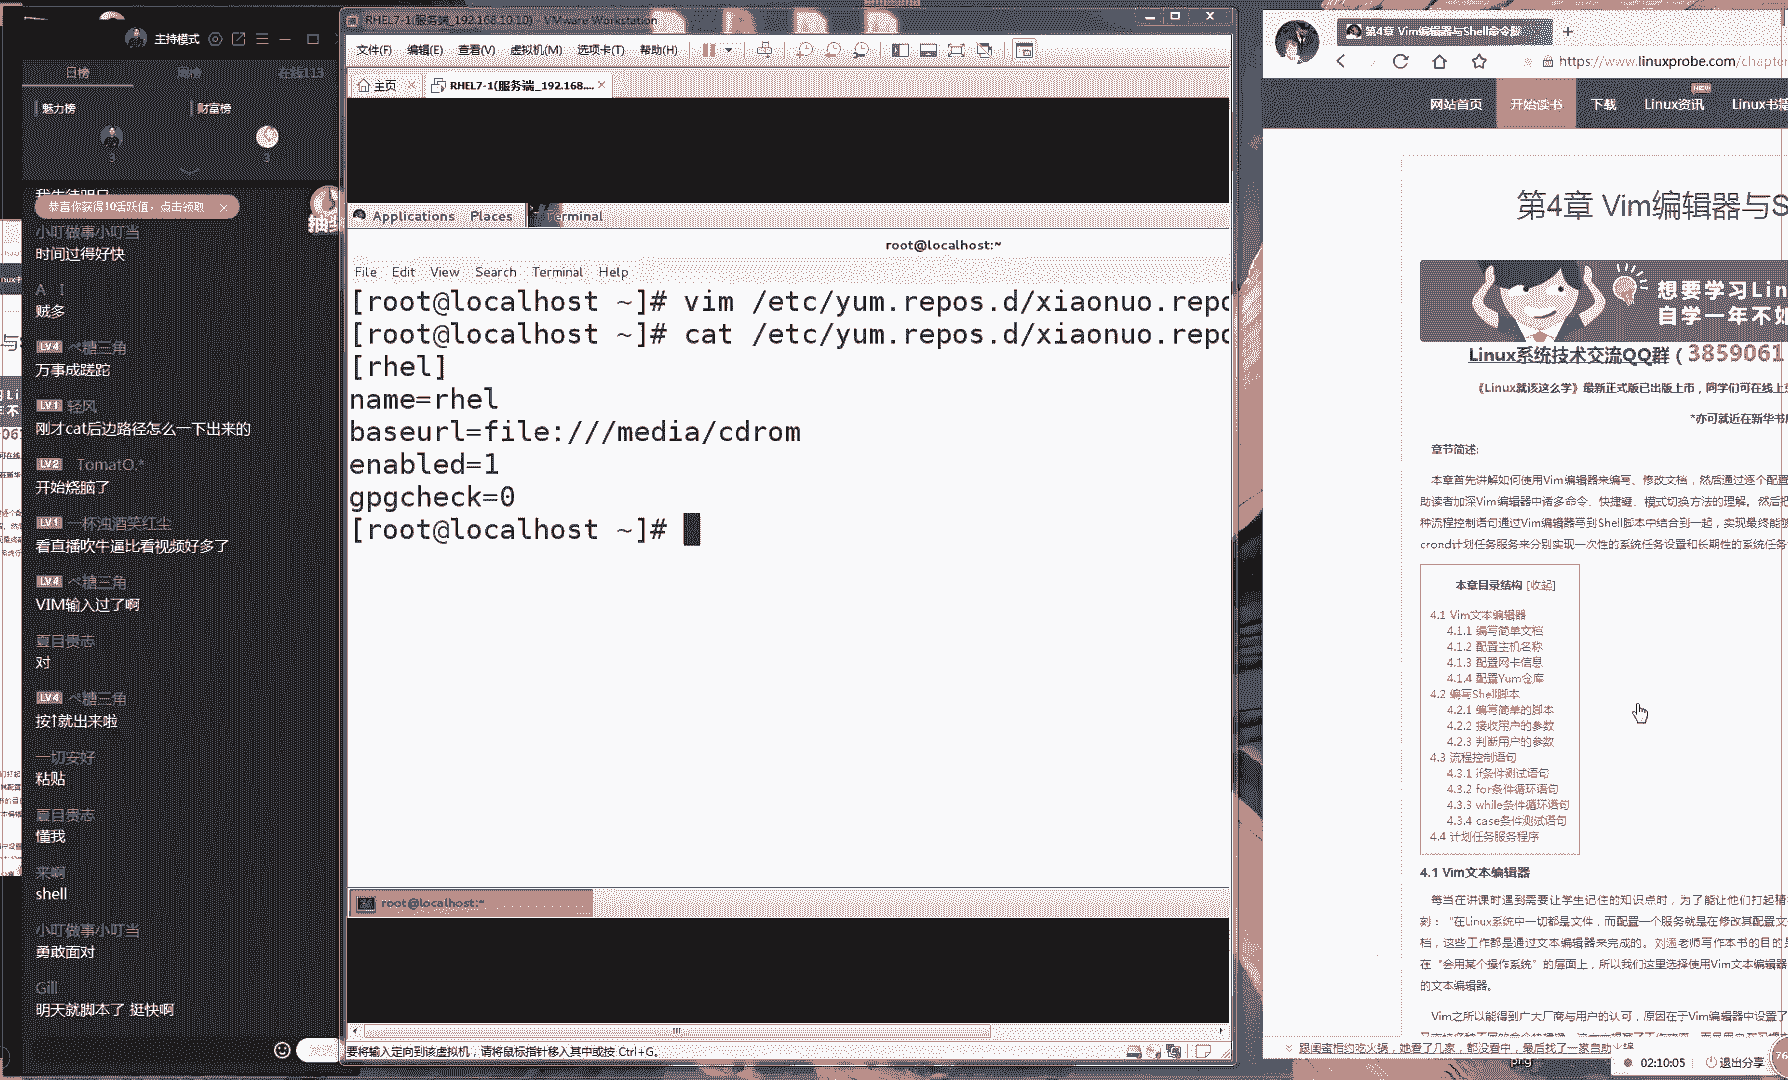 主持模式
日榜
周榜
在线113
魅力榜
财富榜
3
3
恭喜你获得10活跃值，点击领取
小叮做事小叮当
时间过得好快
贼多
LV4 ぺ糖三角
万事成蹉跎
LV1 轻风
刚才cat后边路径怎么一下出来的
LV2 TomatO.*
开始烧脑了
LV1 一杯浊酒笑红尘
看直播吹牛逼比看视频好多了
LV4 ぺ糖三角
VIM输入过了啊
夏目贵志
对
LV4 ぺ糖三角
按↑就出来啦
一切安好
粘贴
夏目贵志
懂我
来啊
shell
小叮做事小叮当
勇敢面对
Gill
明天就脚本了 挺快啊
RHEL7-1(服务端_192.168.10.10) - VMware Workstation
文件(F) 编辑(E) 查看(V) 虚拟机(M) 选项卡(T) 帮助(H)
主页
RHEL7-1(服务端_192.168....
Applications Places Terminal
root@localhost:~
File Edit View Search Terminal Help
[root@localhost ~]# vim /etc/yum.repos.d/xiaonuo.repo
[root@localhost ~]# cat /etc/yum.repos.d/xiaonuo.repo
[rhel]
name=rhel
baseurl=file:///media/cdrom
enabled=1
gpgcheck=0
[root@localhost ~]#
root@localhost:~
要将输入定向到该虚拟机，请将鼠标指针移入其中或按 Ctrl+G。
第4章 Vim编辑器与Shell命令脚
https://www.linuxprobe.com/chapter
网站首页 开始读书 下载 Linux资讯 Linux书籍
NEW
第4章 Vim编辑器与S
想要学习Lin
自学一年不如
Linux系统技术交流QQ群（3859061
《Linux就该这么学》最新正式版已出版上市，同学们可在线上
*亦可就近在新华书
章节简述:
本章首先讲解如何使用Vim编辑器来编写、修改文档，然后通过逐个配置
助读者加深Vim编辑器中诸多命令、快捷键、模式切换方法的理解。然后把
种流程控制语句通过Vim编辑器写到Shell脚本中结合到一起，实现最终能够
crond计划任务服务来分别实现一次性的系统任务设置和长期性的系统任务
本章目录结构 [收起]
4.1 Vim文本编辑器
4.1.1 编写简单文档
4.1.2 配置主机名称
4.1.3 配置网卡信息
4.1.4 配置Yum仓库
4.2 编写Shell脚本
4.2.1 编写简单的脚本
4.2.2 接收用户的参数
4.2.3 判断用户的参数
4.3 流程控制语句
4.3.1 if条件测试语句
4.3.2 for条件循环语句
4.3.3 while条件循环语句
4.3.4 case条件测试语句
4.4 计划任务服务程序
4.1 Vim文本编辑器
每当在讲课时遇到需要让学生记住的知识点时，为了能让他们打起精
刻：“在Linux系统中一切都是文件，而配置一个服务就是在修改其配置文
档，这些工作都是通过文本编辑器来完成的。刘遄老师写作本书的目的是
在“会用某个操作系统”的层面上，所以我们这里选择使用Vim文本编辑器
的文本编辑器。
Vim之所以能得到广大厂商与用户的认可，原因在于Vim编辑器中设置了
跟闺蜜相约吃火锅，她看了几家，都没看中，最后找了一家自助火锅
png
02:10:05
退出分享